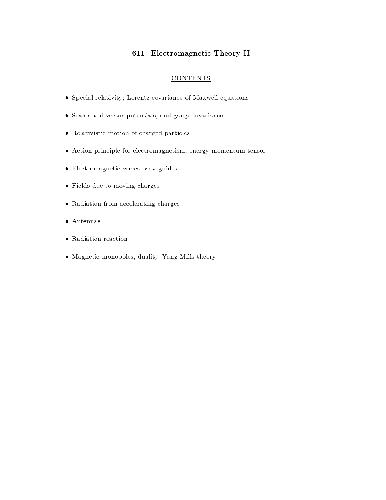 611: Electromagnetic Theory II
CONTENTS
• Special relativity; Lorentz covariance of Maxwell equations
• Scalar and vector potentials, and gauge invariance
• Relativistic motion of charged particles
• Action principle for electromagnetism; energy-momentum tensor
• Electromagnetic waves; waveguides
• Fields due to moving charges
• Radiation from accelerating charges
• Antennae
• Radiation reaction
• Magnetic monopoles, duality, Yang-Mills theory